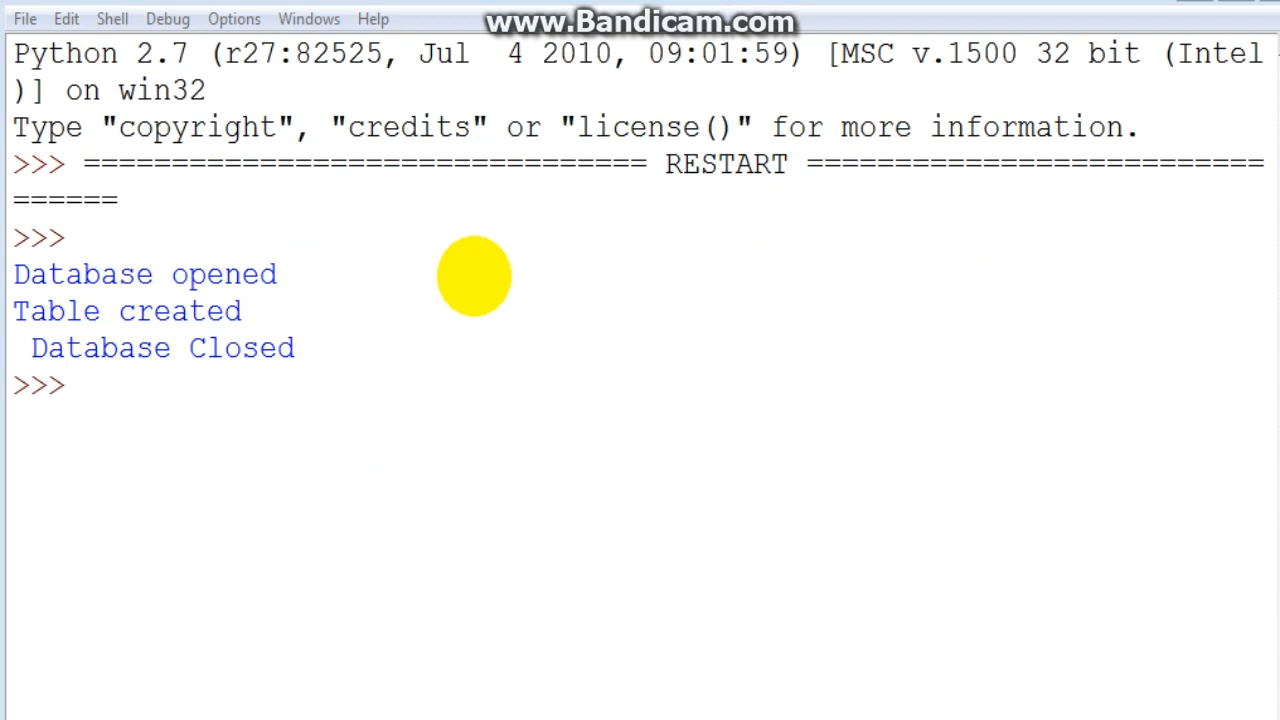 File Edit Shell Debug Options Windows Help
www.Bandicam.com
Python 2.7 (r27:82525, Jul  4 2010, 09:01:59) [MSC v.1500 32 bit (Intel
)] on win32
Type "copyright", "credits" or "license()" for more information.
>>> ================================ RESTART ==========================
======
>>>
Database opened
Table created
 Database Closed
>>>